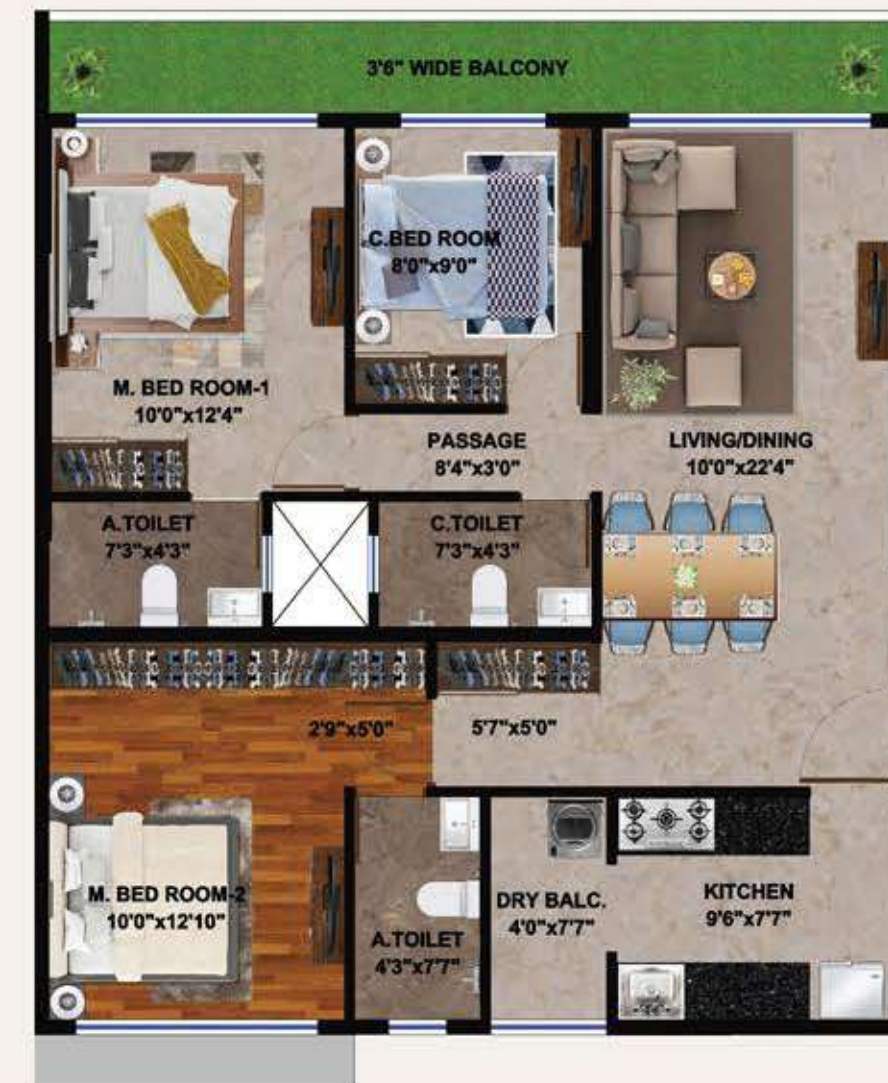 3'6" WIDE BALCONY
C.BED ROOM
8'0"x9'0"
M. BED ROOM-1
10'0"x12'4"
PASSAGE
8'4"x3'0"
LIVING/DINING
10'0"x22'4"
A.TOILET
7'3"x4'3"
C.TOILET
7'3"x4'3"
2'9"x5'0"
5'7"x5'0"
M. BED ROOM-2
10'0"x12'10"
A.TOILET
4'3"x7'7"
DRY BALC.
4'0"x7'7"
KITCHEN
9'6"x7'7"